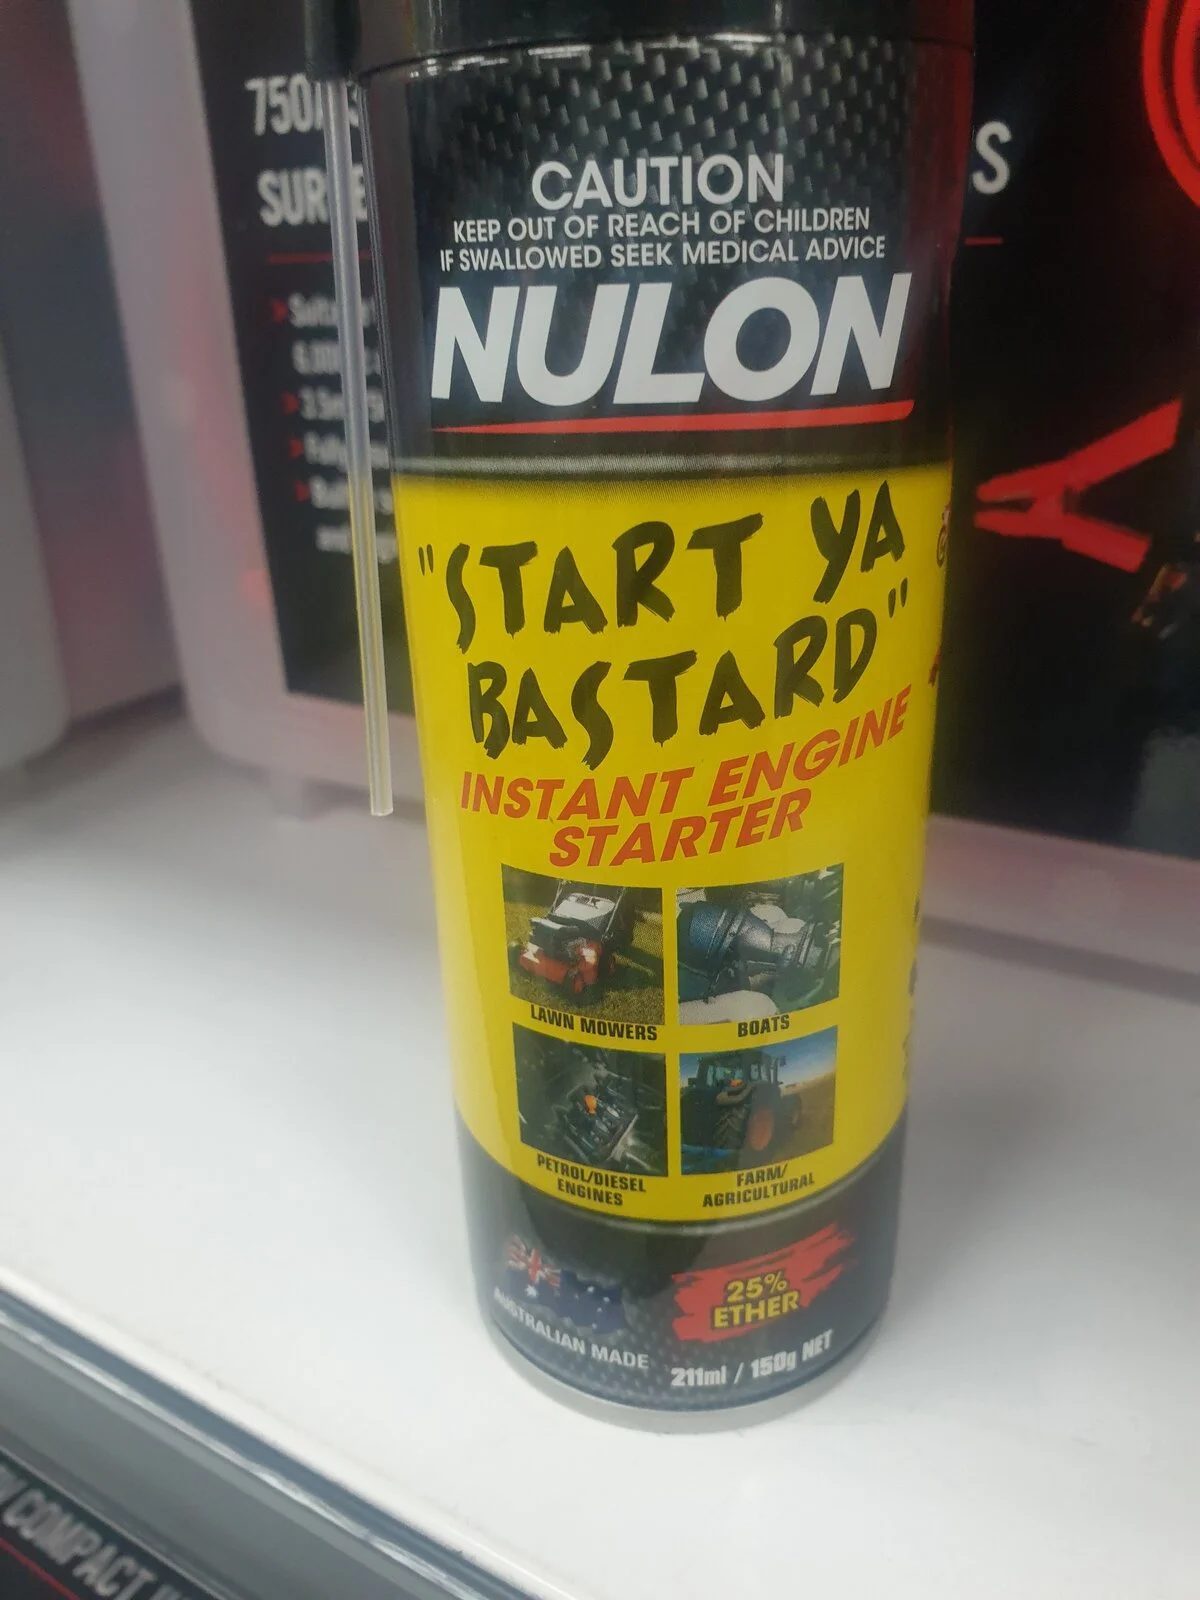 CAUTION
KEEP OUT OF REACH OF CHILDREN
IF SWALLOWED SEEK MEDICAL ADVICE
NULON
"START YA
BASTARD"
INSTANT ENGINE
STARTER
LAWN MOWERS
BOATS
PETROL/DIESEL
ENGINES
FARM/
AGRICULTURAL
AUSTRALIAN MADE
25%
ETHER
211ml / 150g NET
COMPACT